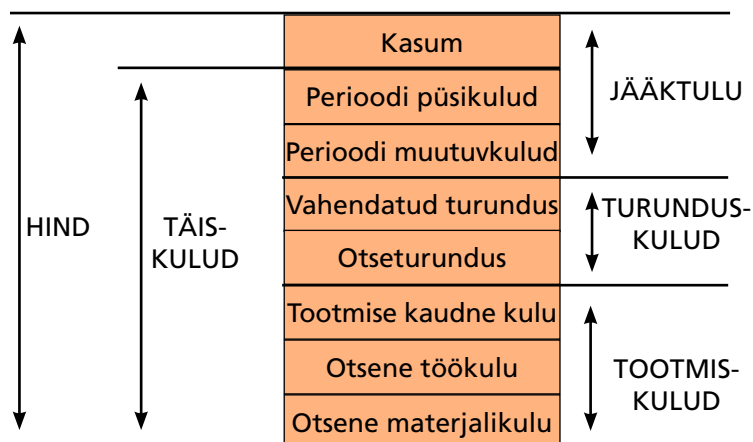 Kasum
Perioodi püsikulud
Perioodi muutuvkulud
Vahendatud turundus
Otseturundus
Tootmise kaudne kulu
Otsene töökulu
Otsene materjalikulu
HIND
TÄIS-
KULUD
JÄÄKTULU
TURUNDUS-
KULUD
TOOTMIS-
KULUD